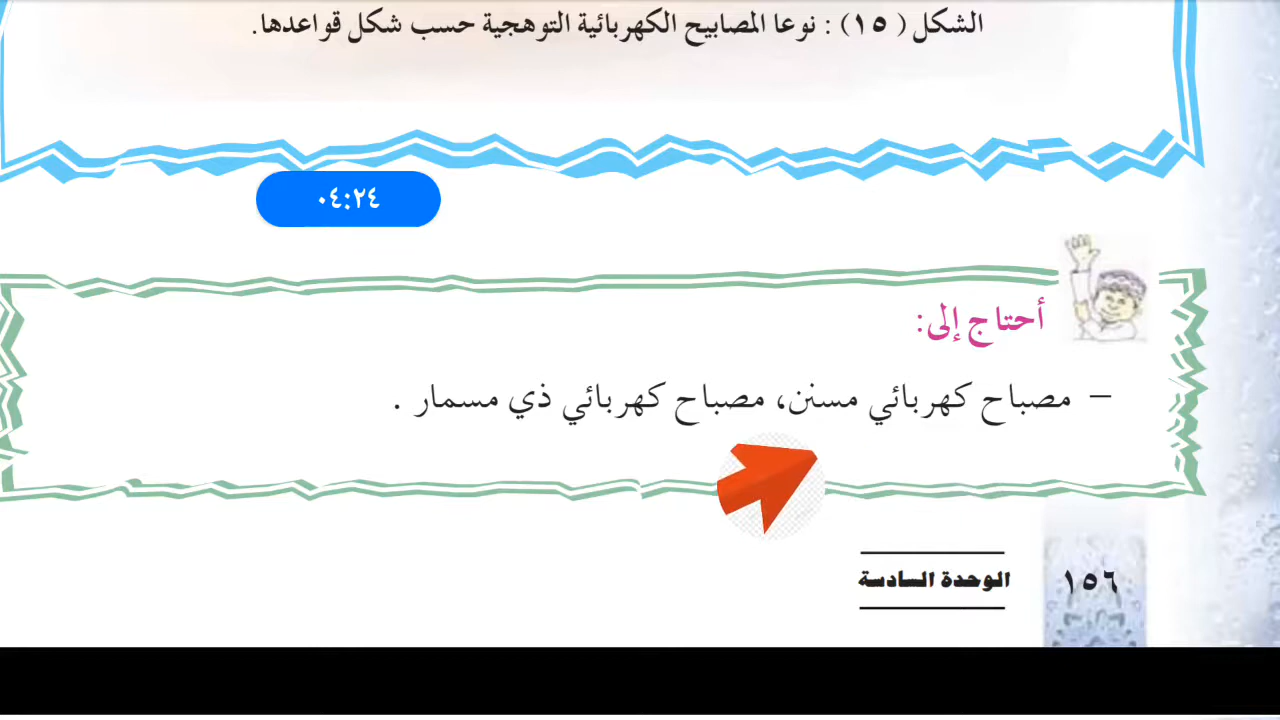 الشكل ( ١٥ ) : نوعا المصابيح الكهربائية التوهجية حسب شكل قواعدها.
٠٤:٢٤
أحتاج إلى:
– مصباح كهربائي مسنن، مصباح كهربائي ذي مسمار .
الوحدة السادسة
١٥٦